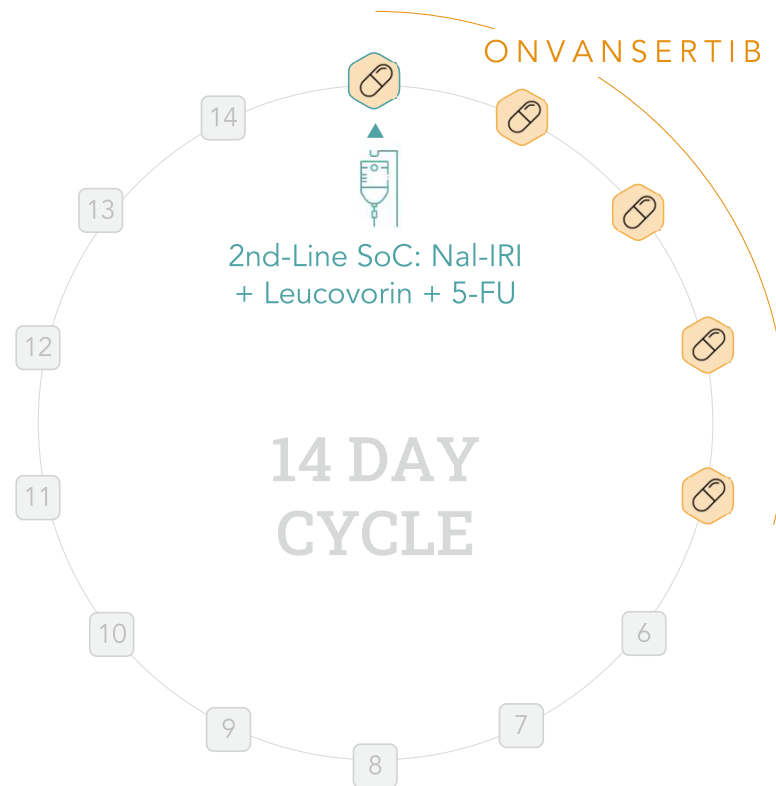 ONVANSERTIB
14
13
2nd-Line SoC: Nal-IRI
+ Leucovorin + 5-FU
12
14 DAY
CYCLE
11
10
6
9
7
8